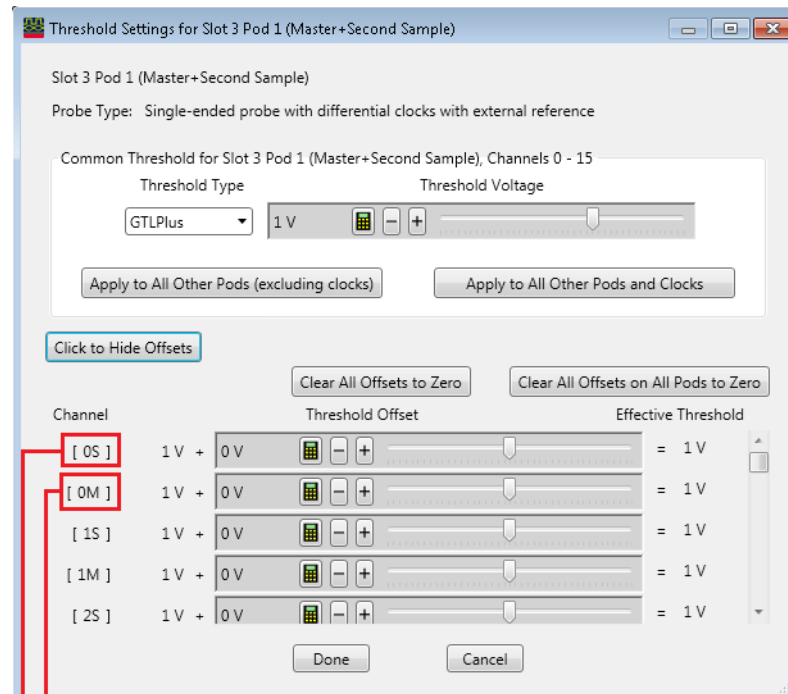 Threshold Settings for Slot 3 Pod 1 (Master+Second Sample)
Slot 3 Pod 1 (Master+Second Sample)
Probe Type: Single-ended probe with differential clocks with external reference
Common Threshold for Slot 3 Pod 1 (Master+Second Sample), Channels 0 - 15
Threshold Type Threshold Voltage
GTLPlus 1 V − +
Apply to All Other Pods (excluding clocks) Apply to All Other Pods and Clocks
Click to Hide Offsets
Clear All Offsets to Zero Clear All Offsets on All Pods to Zero
Channel Threshold Offset Effective Threshold
[ 0S ] 1 V + 0 V − + = 1 V
[ 0M ] 1 V + 0 V − + = 1 V
[ 1S ] 1 V + 0 V − + = 1 V
[ 1M ] 1 V + 0 V − + = 1 V
[ 2S ] 1 V + 0 V − + = 1 V
Done Cancel